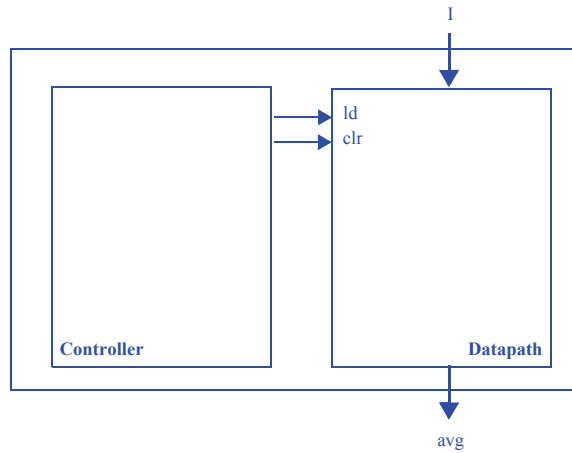 I
ld
clr
Controller
Datapath
avg